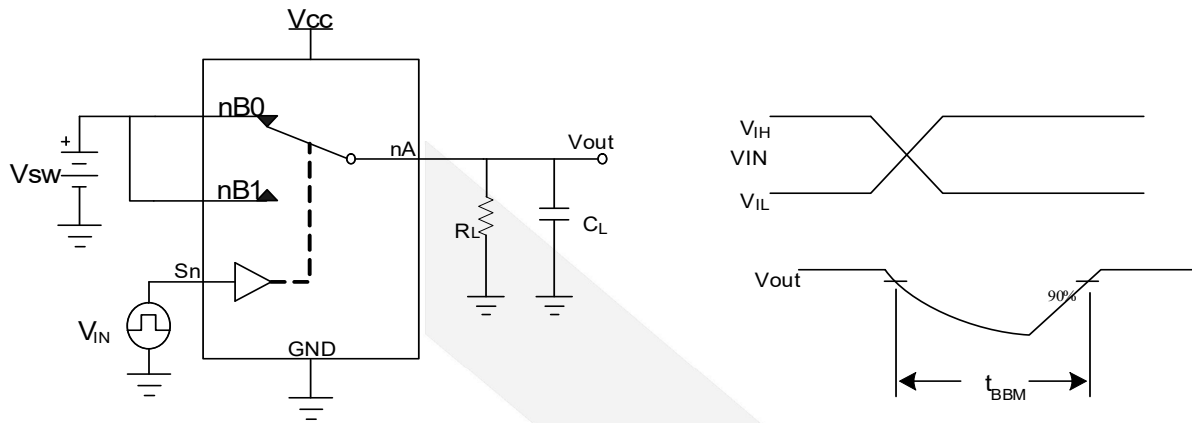 Vcc
nB0
nA
Vout
+
Vsw
nB1
RL
CL
Sn
VIN
GND
VIH
VIN
VIL
Vout
90%
tBBM